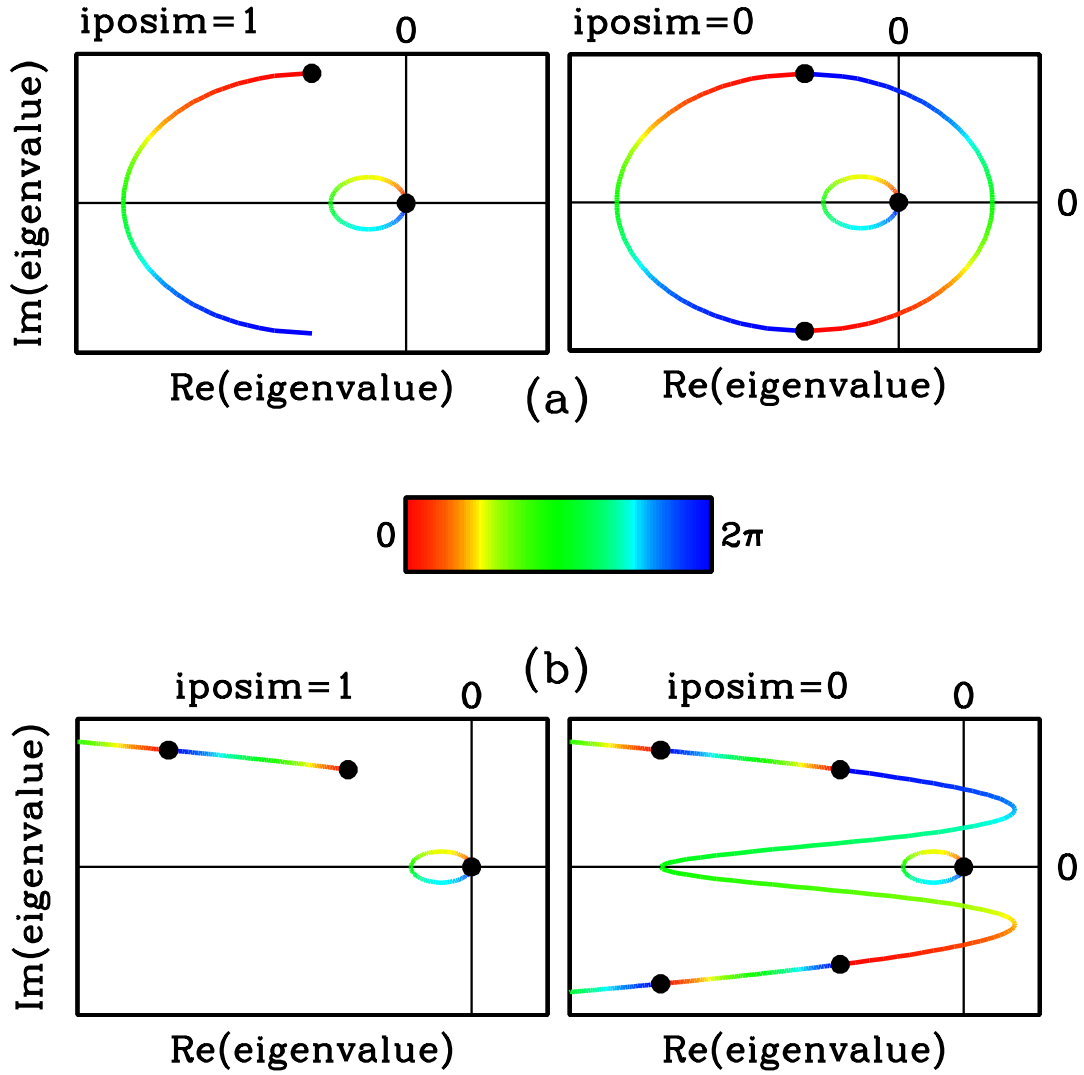 iposim=1 0 iposim=0 0
Im(eigenvalue)
0
Re(eigenvalue) Re(eigenvalue)
(a)
0 2π
(b)
iposim=1 0 iposim=0 0
Im(eigenvalue)
0
Re(eigenvalue) Re(eigenvalue)